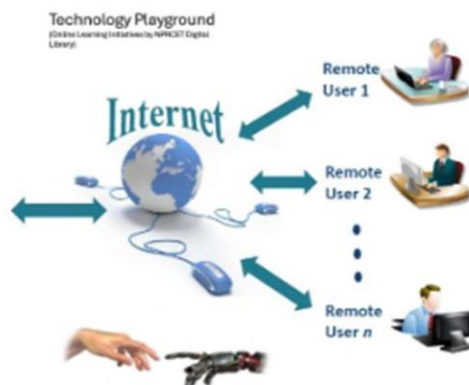 Technology Playground
(Online Learning Initiatives by NPRCET Digital
Library)
Internet
Remote
User 1
Remote
User 2
Remote
User n